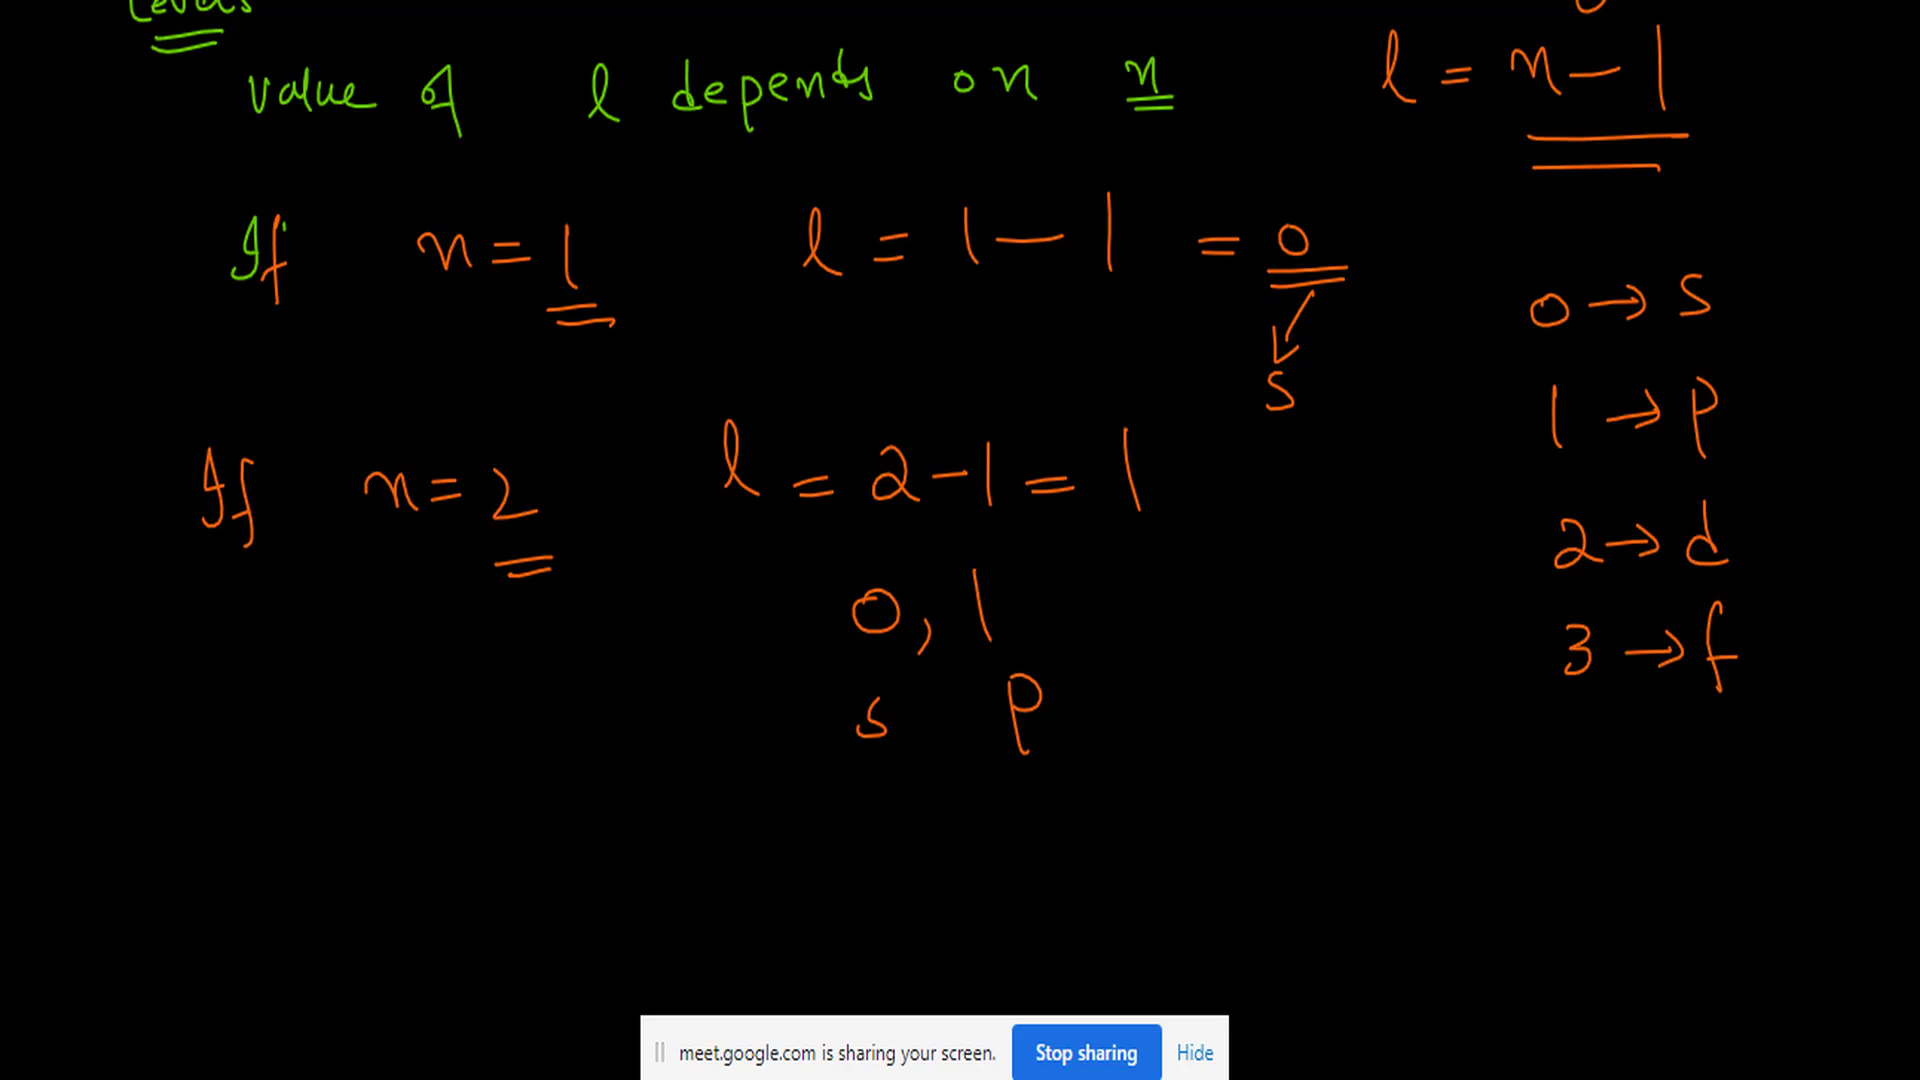 Levels
value of l depends on n
l = n - 1
If n = 1 l = 1 - 1 = 0
s
0 → s
1 → p
2 → d
3 → f
If n = 2 l = 2 - 1 = 1
0, 1
s p
meet.google.com is sharing your screen. Stop sharing Hide